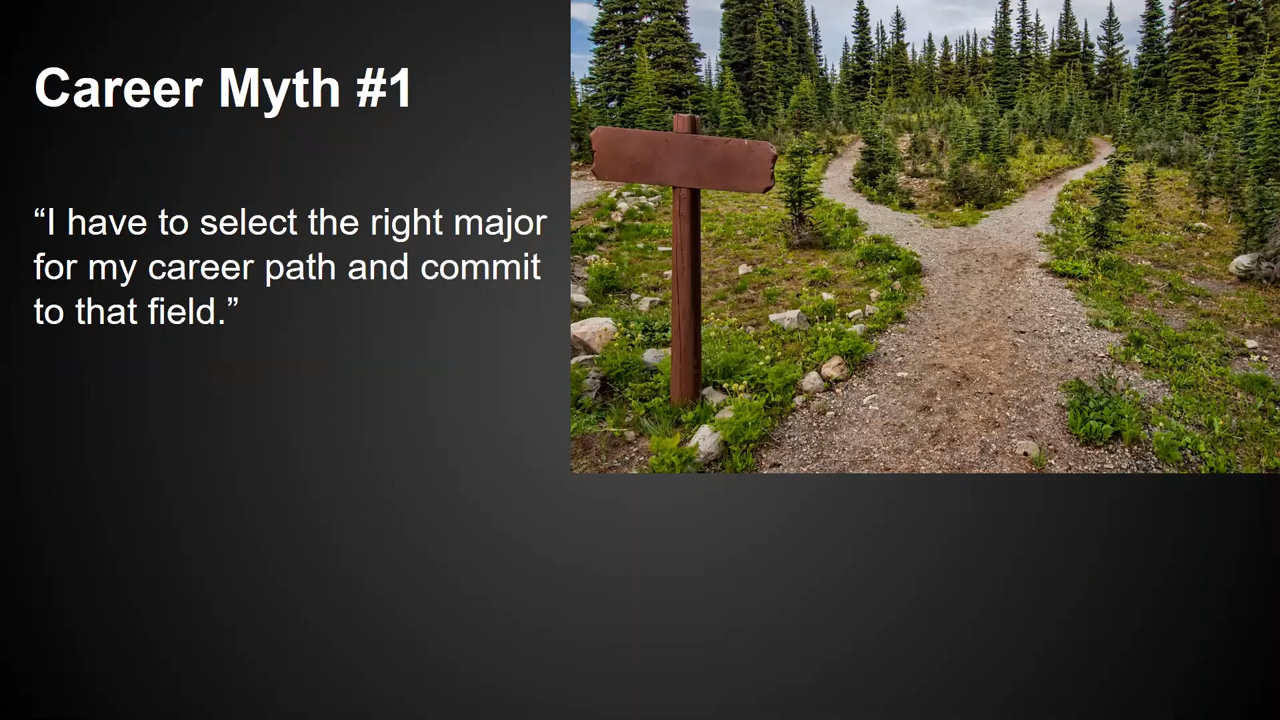 Career Myth #1
“I have to select the right major
for my career path and commit
to that field.”